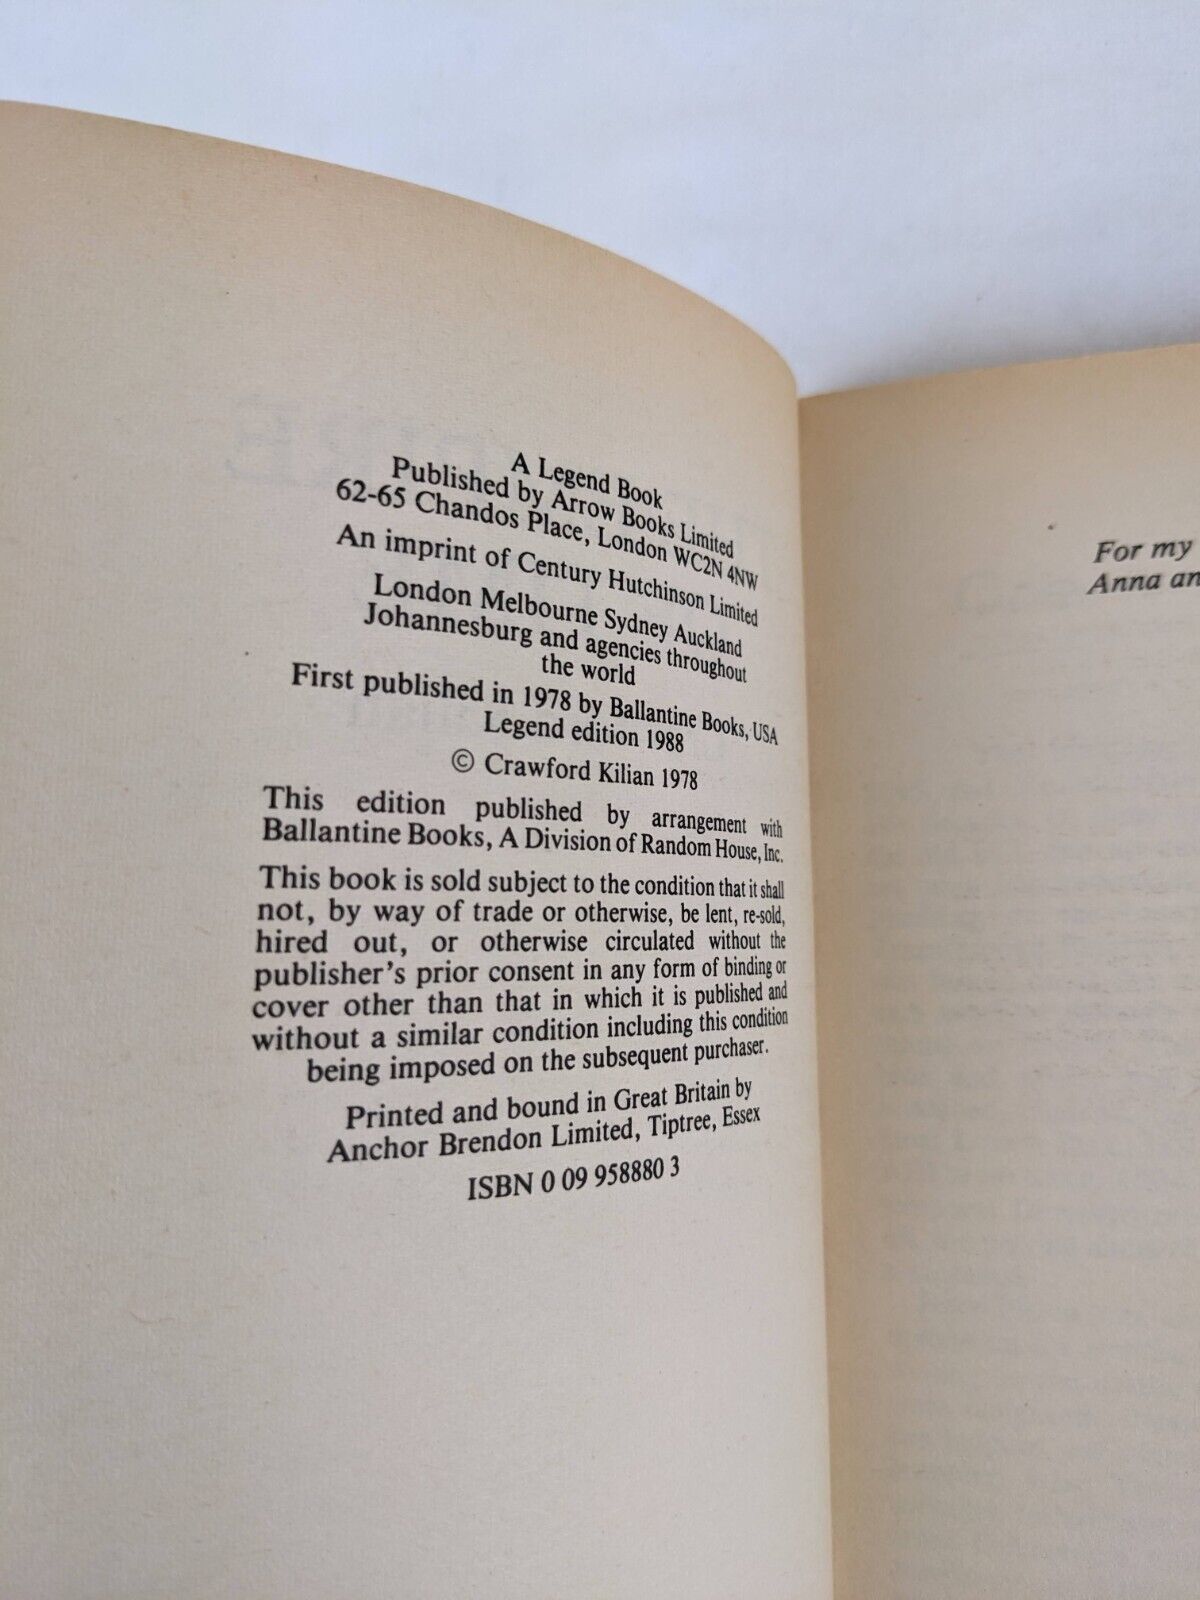 A Legend Book
Published by Arrow Books Limited
62-65 Chandos Place, London WC2N 4NW
An imprint of Century Hutchinson Limited
London Melbourne Sydney Auckland
Johannesburg and agencies throughout
the world
First published in 1978 by Ballantine Books, USA
Legend edition 1988
© Crawford Kilian 1978
This edition published by arrangement with
Ballantine Books, A Division of Random House, Inc.
This book is sold subject to the condition that it shall
not, by way of trade or otherwise, be lent, re-sold,
hired out, or otherwise circulated without the
publisher's prior consent in any form of binding or
cover other than that in which it is published and
without a similar condition including this condition
being imposed on the subsequent purchaser.
Printed and bound in Great Britain by
Anchor Brendon Limited, Tiptree, Essex
ISBN 0 09 958880 3
For my
Anna an